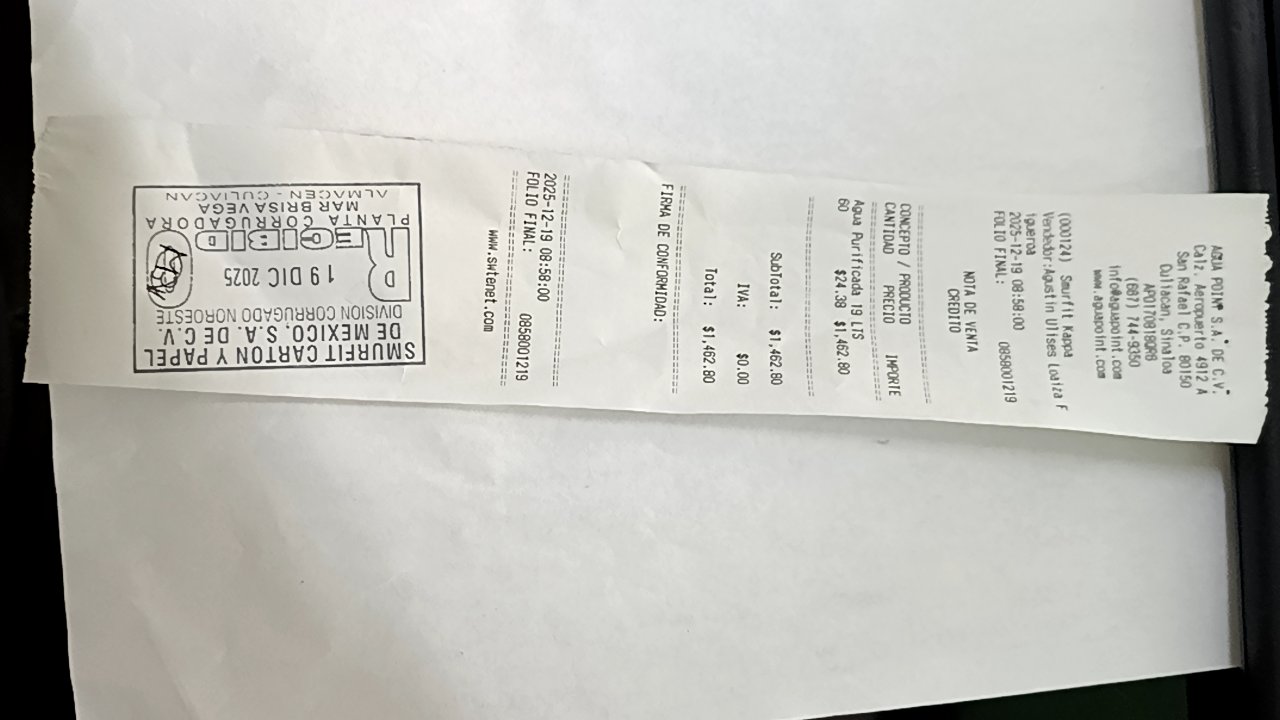 AGUA POINT S.A. DE C.V.
Calz. Aeropuerto 4912 A
San Rafael C.P. 80150
Culiacan, Sinaloa
APO170818QR8
(667) 744-9350
info@aguapoint.com
www.aguapoint.com
(000124) Smurfit Kappa
Vendedor:Agustin Ulises Loaiza F
igueroa
2025-12-19 08:58:00
FOLIO FINAL: 0858001219
NOTA DE VENTA
CREDITO
CONCEPTO / PRODUCTO
CANTIDAD PRECIO IMPORTE
Agua Purificada 19 LTS
60 $24.38 $1,462.80
SubTotal: $1,462.80
IVA: $0.00
Total: $1,462.80
FIRMA DE CONFORMIDAD:
2025-12-19 08:58:00
FOLIO FINAL: 0858001219
www.swtenet.com
SMURFIT CARTON Y PAPEL
DE MEXICO, S.A. DE C.V.
DIVISION CORRUGADO NOROESTE
19 DIC 2025
RECIBIDO
PLANTA CORRUGADORA
MAR BRISA VEGA
ALMACEN - CULIACAN